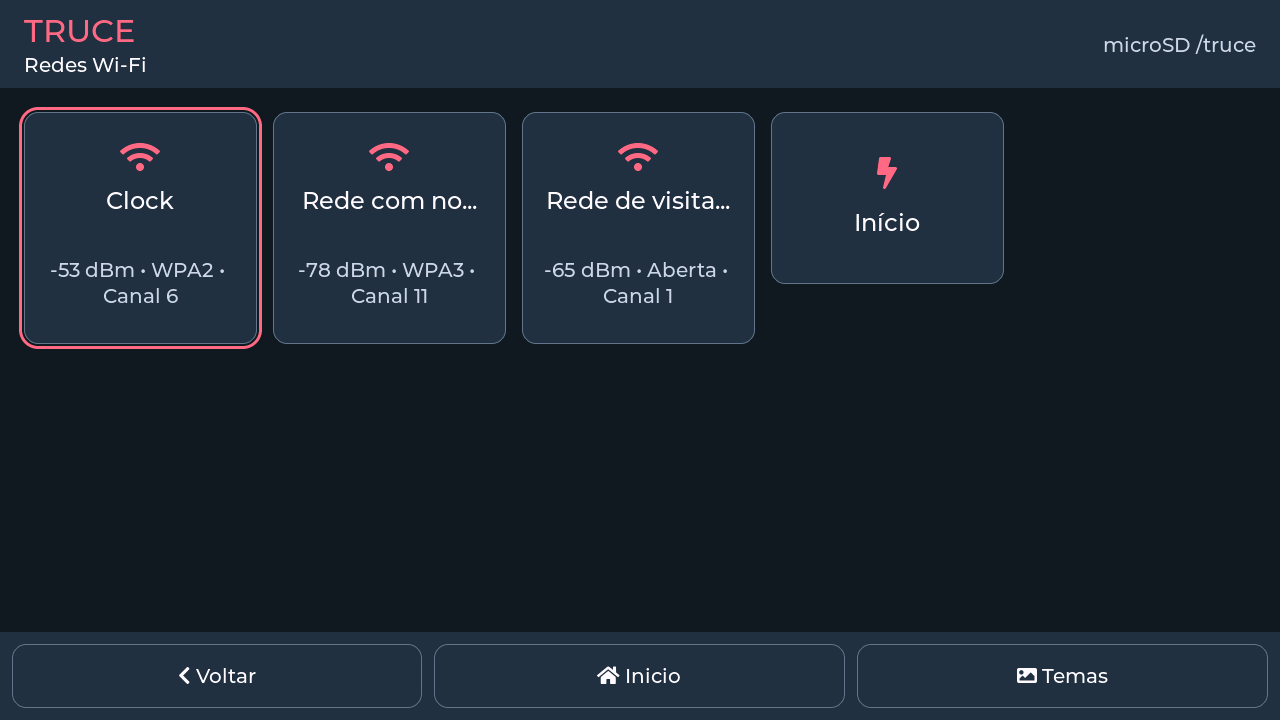 TRUCE
Redes Wi-Fi
microSD /truce
Clock
-53 dBm • WPA2 •
Canal 6
Rede com no...
-78 dBm • WPA3 •
Canal 11
Rede de visita...
-65 dBm • Aberta •
Canal 1
Início
Voltar
Inicio
Temas